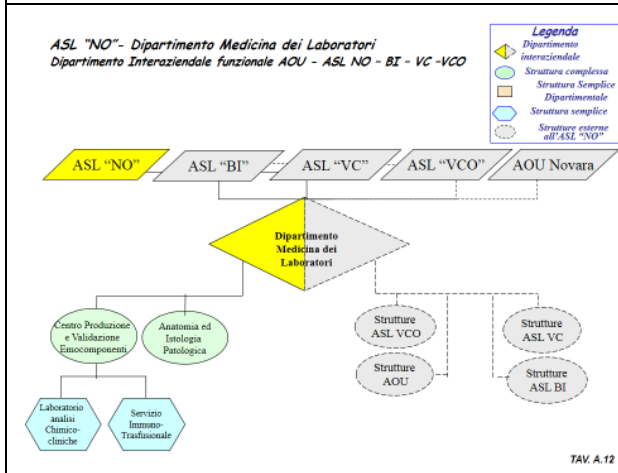 ASL "NO"- Dipartimento Medicina dei Laboratori
Dipartimento Interaziendale funzionale AOU - ASL NO - BI - VC -VCO
Legenda
Dipartimento
interaziendale
Struttura complessa
Struttura Semplice
Dipartimentale
Struttura semplice
Strutture esterne
all'ASL "NO"
ASL "NO"
ASL "BI"
ASL "VC"
ASL "VCO"
AOU Novara
Dipartimento
Medicina dei
Laboratori
Centro Produzione
e Validazione
Emocomponenti
Anatomia ed
Istologia
Patologica
Strutture
ASL VCO
Strutture
ASL VC
Strutture
AOU
Strutture
ASL BI
Laboratorio
analisi
Chimico-
cliniche
Servizio
Immuno-
Trasfusionale
TAV. A.12